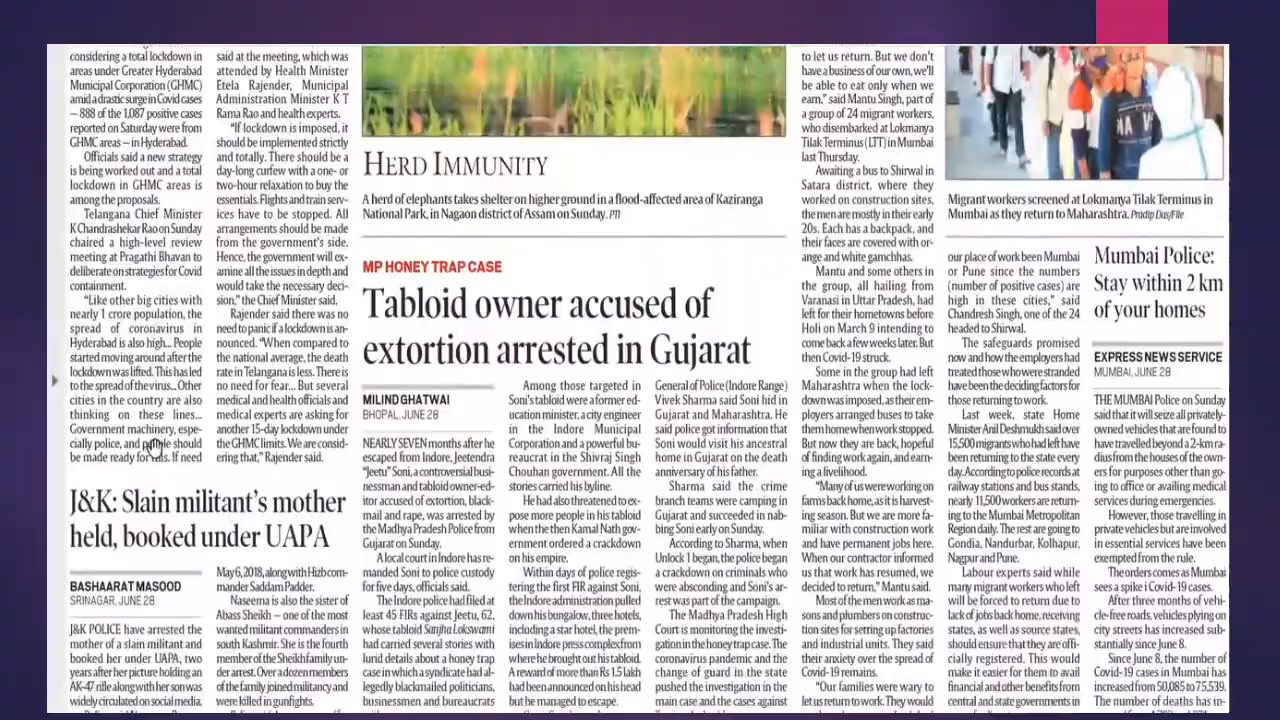 considering a total lockdown in
areas under Greater Hyderabad
Municipal Corporation (GHMC)
amid a drastic surge in Covid cases
— 888 of the 1,087 positive cases
reported on Saturday were from
GHMC areas — in Hyderabad.
Officials said a new strategy
is being worked out and a total
lockdown in GHMC areas is
among the proposals.
Telangana Chief Minister
K Chandrashekar Rao on Sunday
chaired a high-level review
meeting at Pragathi Bhavan to
deliberate on strategies for Covid
containment.
"Like other big cities with
nearly 1 crore population, the
spread of coronavirus in
Hyderabad is also high... People
started moving around after the
lockdown was lifted. This has led
to the spread of the virus... Other
cities in the country are also
thinking on these lines...
Government machinery, espe-
cially police, and should
be made ready for If need
said at the meeting, which was
attended by Health Minister
Etela Rajender, Municipal
Administration Minister K T
Rama Rao and health experts.
"If lockdown is imposed, it
should be implemented strictly
and totally. There should be a
day-long curfew with a one- or
two-hour relaxation to buy the
essentials. Flights and train serv-
ices have to be stopped. All
arrangements should be made
from the government's side.
Hence, the government will ex-
amine all the issues in depth and
would take the necessary deci-
sion," the Chief Minister said.
Rajender said there was no
need to panic if a lockdown is an-
nounced. "When compared to
the national average, the death
rate in Telangana is less. There is
no need for fear... But several
medical and health officials and
medical experts are asking for
another 15-day lockdown under
the GHMC limits. We are consid-
ering that," Rajender said.
J&K: Slain militant's mother
held, booked under UAPA
BASHAARAT MASOOD
SRINAGAR, JUNE 28
J&K POLICE have arrested the
mother of a slain militant and
booked her under UAPA, two
years after her picture holding an
AK-47 rifle along with her son was
widely circulated on social media.
May 6, 2018, along with Hizb com-
mander Saddam Padder.
Naseema is also the sister of
Abass Sheikh — one of the most
wanted militant commanders in
south Kashmir. She is the fourth
member of the Sheikh family un-
der arrest. Over a dozen members
of the family joined militancy and
were killed in gunfights.
HERD IMMUNITY
A herd of elephants takes shelter on higher ground in a flood-affected area of Kaziranga
National Park, in Nagaon district of Assam on Sunday. PTI
MP HONEY TRAP CASE
Tabloid owner accused of
extortion arrested in Gujarat
MILIND GHATWAI
BHOPAL, JUNE 28
NEARLY SEVEN months after he
escaped from Indore, Jeetendra
"Jeetu" Soni, a controversial busi-
nessman and tabloid owner-ed-
itor accused of extortion, black-
mail and rape, was arrested by
the Madhya Pradesh Police from
Gujarat on Sunday.
A local court in Indore has re-
manded Soni to police custody
for five days, officials said.
The Indore police had filed at
least 45 FIRs against Jeetu, 62,
whose tabloid Sanjha Lokswami
had carried several stories with
lurid details about a honey trap
case in which a syndicate had al-
legedly blackmailed politicians,
businessmen and bureaucrats
Among those targeted in
Soni's tabloid were a former ed-
ucation minister, a city engineer
in the Indore Municipal
Corporation and a powerful bu-
reaucrat in the Shivraj Singh
Chouhan government. All the
stories carried his byline.
He had also threatened to ex-
pose more people in his tabloid
when the then Kamal Nath gov-
ernment ordered a crackdown
on his empire.
Within days of police regis-
tering the first FIR against Soni,
the Indore administration pulled
down his bungalow, three hotels,
including a star hotel, the prem-
ises in Indore press complex from
where he brought out his tabloid.
A reward of more than Rs 1.5 lakh
had been announced on his head
but he managed to escape.
General of Police (Indore Range)
Vivek Sharma said Soni hid in
Gujarat and Maharashtra. He
said police got information that
Soni would visit his ancestral
home in Gujarat on the death
anniversary of his father.
Sharma said the crime
branch teams were camping in
Gujarat and succeeded in nab-
bing Soni early on Sunday.
According to Sharma, when
Unlock 1 began, the police began
a crackdown on criminals who
were absconding and Soni's ar-
rest was part of the campaign.
The Madhya Pradesh High
Court is monitoring the investi-
gation in the honey trap case. The
coronavirus pandemic and the
change of guard in the state
pushed the investigation in the
main case and the cases against
to let us return. But we don't
have a business of our own, we'll
be able to eat only when we
earn," said Mantu Singh, part of
a group of 24 migrant workers,
who disembarked at Lokmanya
Tilak Terminus (LTT) in Mumbai
last Thursday.
Awaiting a bus to Shirwal in
Satara district, where they
worked on construction sites,
the men are mostly in their early
20s. Each has a backpack, and
their faces are covered with or-
ange and white gamchhas.
Mantu and some others in
the group, all hailing from
Varanasi in Uttar Pradesh, had
left for their hometowns before
Holi on March 9 intending to
come back a few weeks later. But
then Covid-19 struck.
Some in the group had left
Maharashtra when the lock-
down was imposed, as their em-
ployers arranged buses to take
them home when work stopped.
But now they are back, hopeful
of finding work again, and earn-
ing a livelihood.
"Many of us were working on
farms back home, as it is harvest-
ing season. But we are more fa-
miliar with construction work
and have permanent jobs here.
When our contractor informed
us that work has resumed, we
decided to return," Mantu said.
Most of the men work as ma-
sons and plumbers on construc-
tion sites for setting up factories
and industrial units. They said
their anxiety over the spread of
Covid-19 remains.
"Our families were wary to
let us return to work. They would
Migrant workers screened at Lokmanya Tilak Terminus in
Mumbai as they return to Maharashtra. Pradip Das/File
our place of work been Mumbai
or Pune since the numbers
(number of positive cases) are
high in these cities," said
Chandresh Singh, one of the 24
headed to Shirwal.
The safeguards promised
now and how the employers had
treated those who were stranded
have been the deciding factors for
those returning to work.
Last week, state Home
Minister Anil Deshmukh said over
15,500 migrants who had left have
been returning to the state every
day. According to police records at
railway stations and bus stands,
nearly 11,500 workers are return-
ing to the Mumbai Metropolitan
Region daily. The rest are going to
Gondia, Nandurbar, Kolhapur,
Nagpur and Pune.
Labour experts said while
many migrant workers who left
will be forced to return due to
lack of jobs back home, receiving
states, as well as source states,
should ensure that they are offi-
cially registered. This would
make it easier for them to avail
financial and other benefits from
central and state governments in
Mumbai Police:
Stay within 2 km
of your homes
EXPRESS NEWS SERVICE
MUMBAI, JUNE 28
THE MUMBAI Police on Sunday
said that it will seize all privately-
owned vehicles that are found to
have travelled beyond a 2-km ra-
dius from the houses of the own-
ers for purposes other than go-
ing to office or availing medical
services during emergencies.
However, those travelling in
private vehicles but are involved
in essential services have been
exempted from the rule.
The orders comes as Mumbai
sees a spike i Covid-19 cases.
After three months of vehi-
cle-free roads, vehicles plying on
city streets has increased sub-
stantially since June 8.
Since June 8, the number of
Covid-19 cases in Mumbai has
increased from 50,085 to 75,539.
The number of deaths has in-